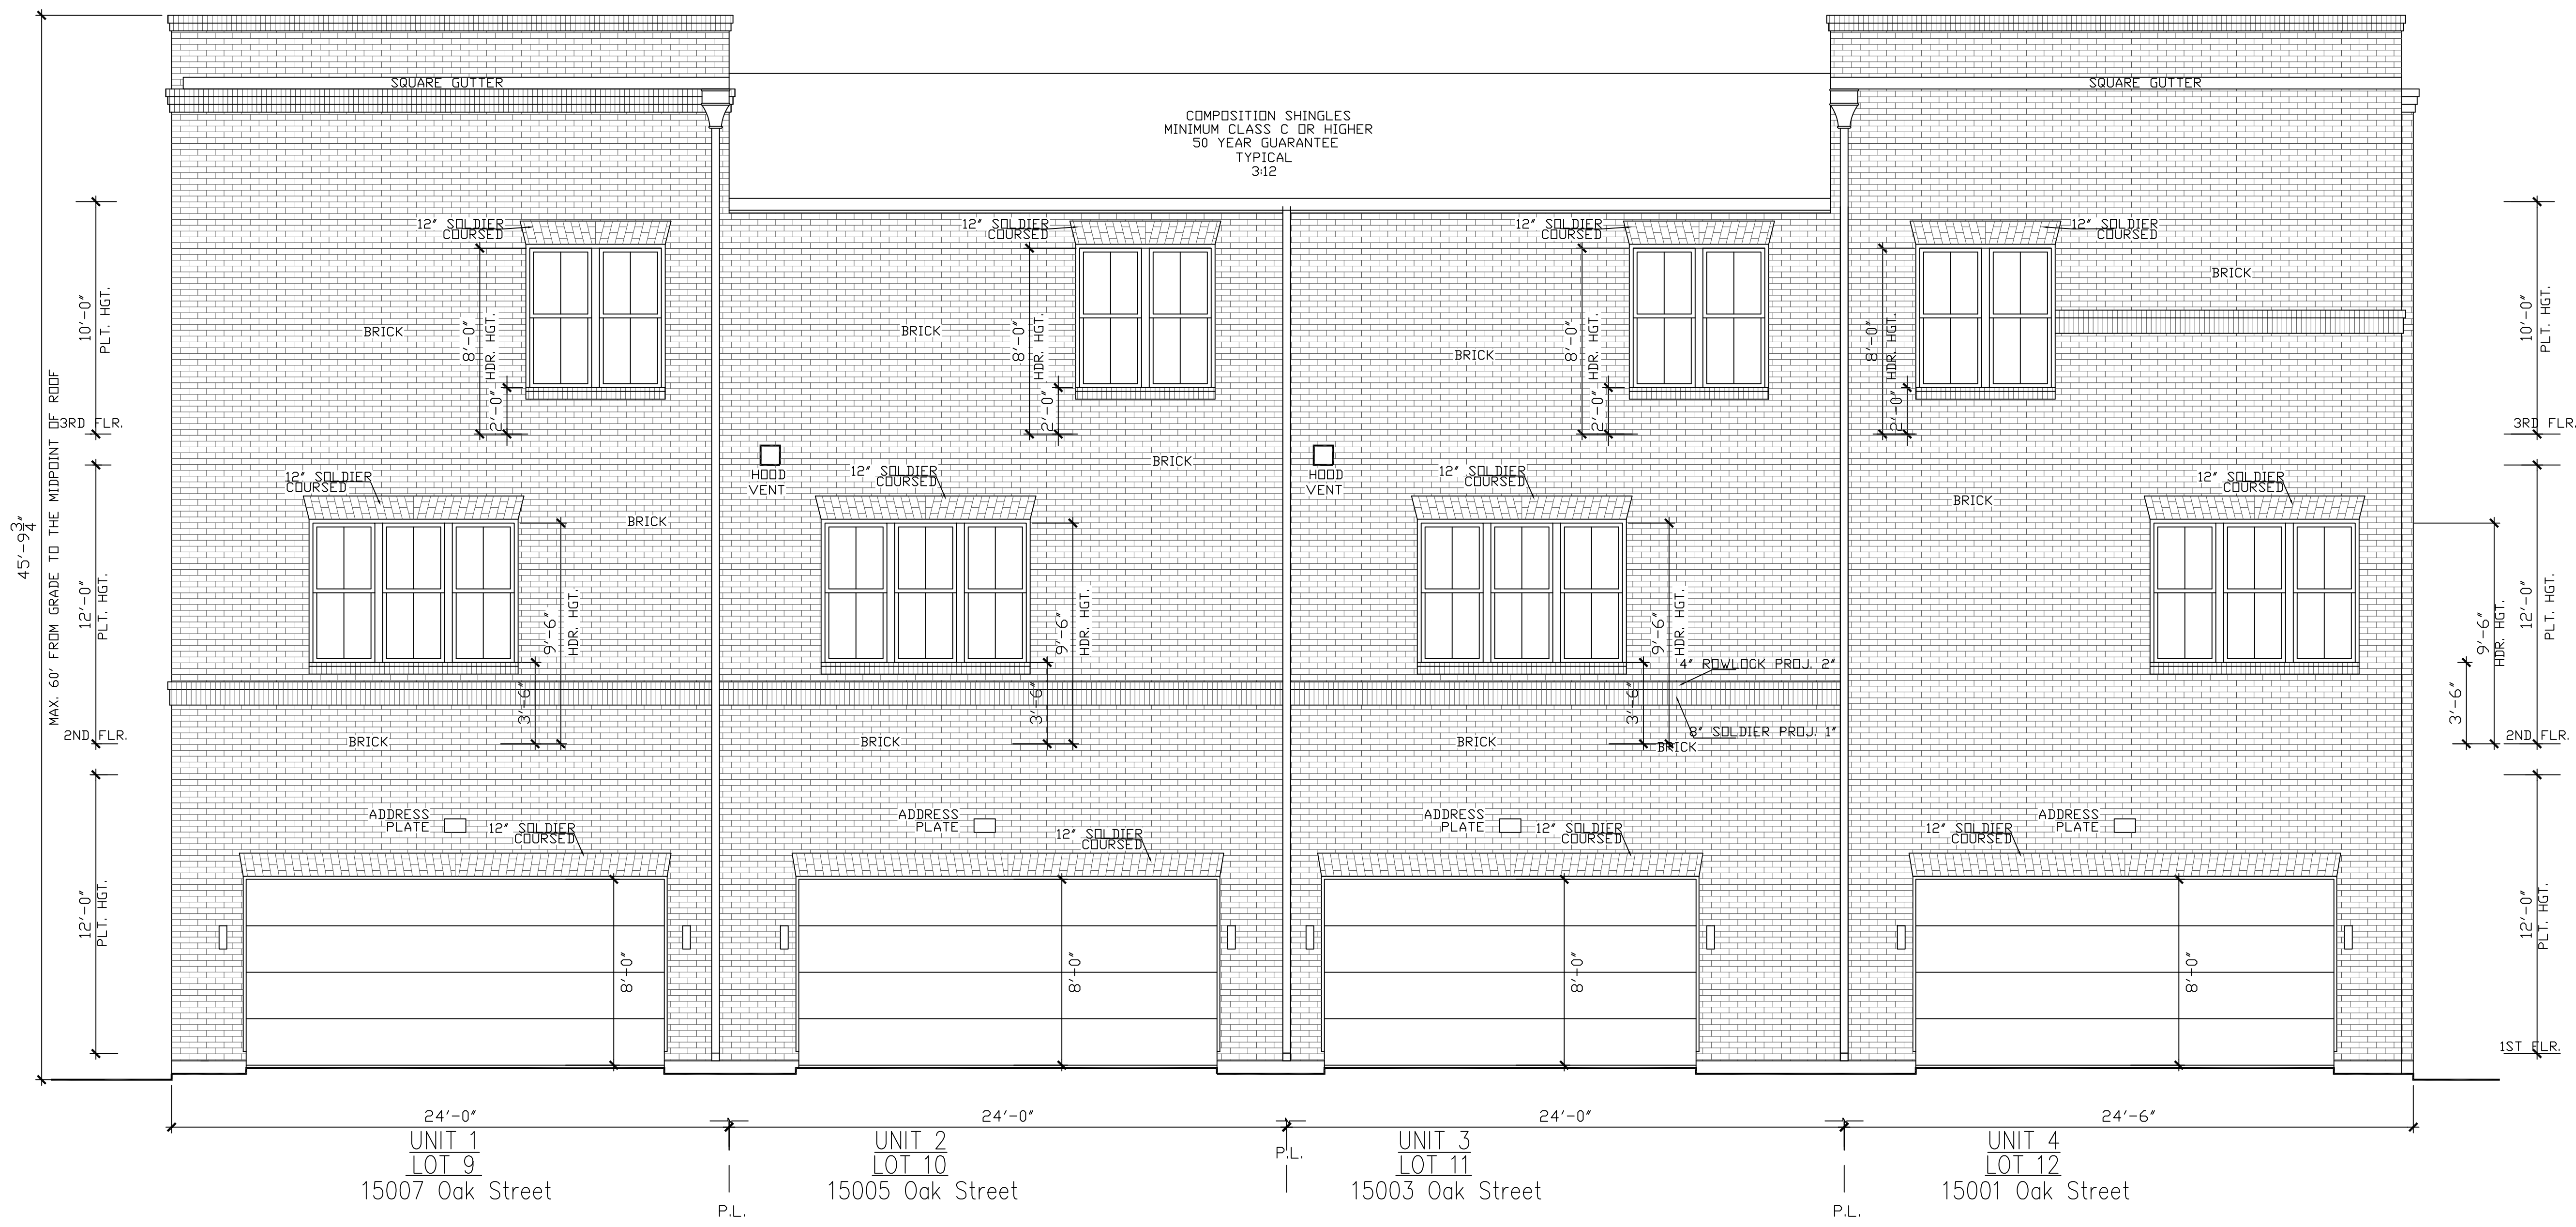 SQUARE GUTTER
SQUARE GUTTER
COMPOSITION SHINGLES
MINIMUM CLASS C OR HIGHER
50 YEAR GUARANTEE
TYPICAL
3:12
12" SOLDIER
COURSED
12" SOLDIER
COURSED
12" SOLDIER
COURSED
12" SOLDIER
COURSED
BRICK
10'-0"
PLT. HGT.
BRICK
8'-0"
HDR. HGT.
2'-0"
BRICK
8'-0"
HDR. HGT.
2'-0"
BRICK
8'-0"
HDR. HGT.
2'-0"
8'-0"
HDR. HGT.
2'-0"
10'-0"
PLT. HGT.
3RD FLR.
3RD FLR.
45'-9 3/4"
MAX. 60' FROM GRADE TO THE MIDPOINT OF ROOF
HOOD
VENT
BRICK
HOOD
VENT
12" SOLDIER
COURSED
12" SOLDIER
COURSED
12" SOLDIER
COURSED
12" SOLDIER
COURSED
BRICK
BRICK
12'-0"
PLT. HGT.
9'-6"
HDR. HGT.
3'-6"
9'-6"
HDR. HGT.
3'-6"
9'-6"
HDR. HGT.
3'-6"
4" ROWLOCK PROJ. 2"
8" SOLDIER PROJ. 1"
9'-6"
HDR. HGT.
3'-6"
12'-0"
PLT. HGT.
2ND FLR.
BRICK
BRICK
BRICK
BRICK
2ND FLR.
ADDRESS
PLATE
12" SOLDIER
COURSED
ADDRESS
PLATE
12" SOLDIER
COURSED
ADDRESS
PLATE
12" SOLDIER
COURSED
12" SOLDIER
COURSED
ADDRESS
PLATE
12'-0"
PLT. HGT.
8'-0"
8'-0"
8'-0"
8'-0"
12'-0"
PLT. HGT.
1ST FLR.
24'-0"
24'-0"
24'-0"
24'-6"
UNIT 1
LOT 9
15007 Oak Street
P.L.
UNIT 2
LOT 10
15005 Oak Street
P.L.
UNIT 3
LOT 11
15003 Oak Street
P.L.
UNIT 4
LOT 12
15001 Oak Street